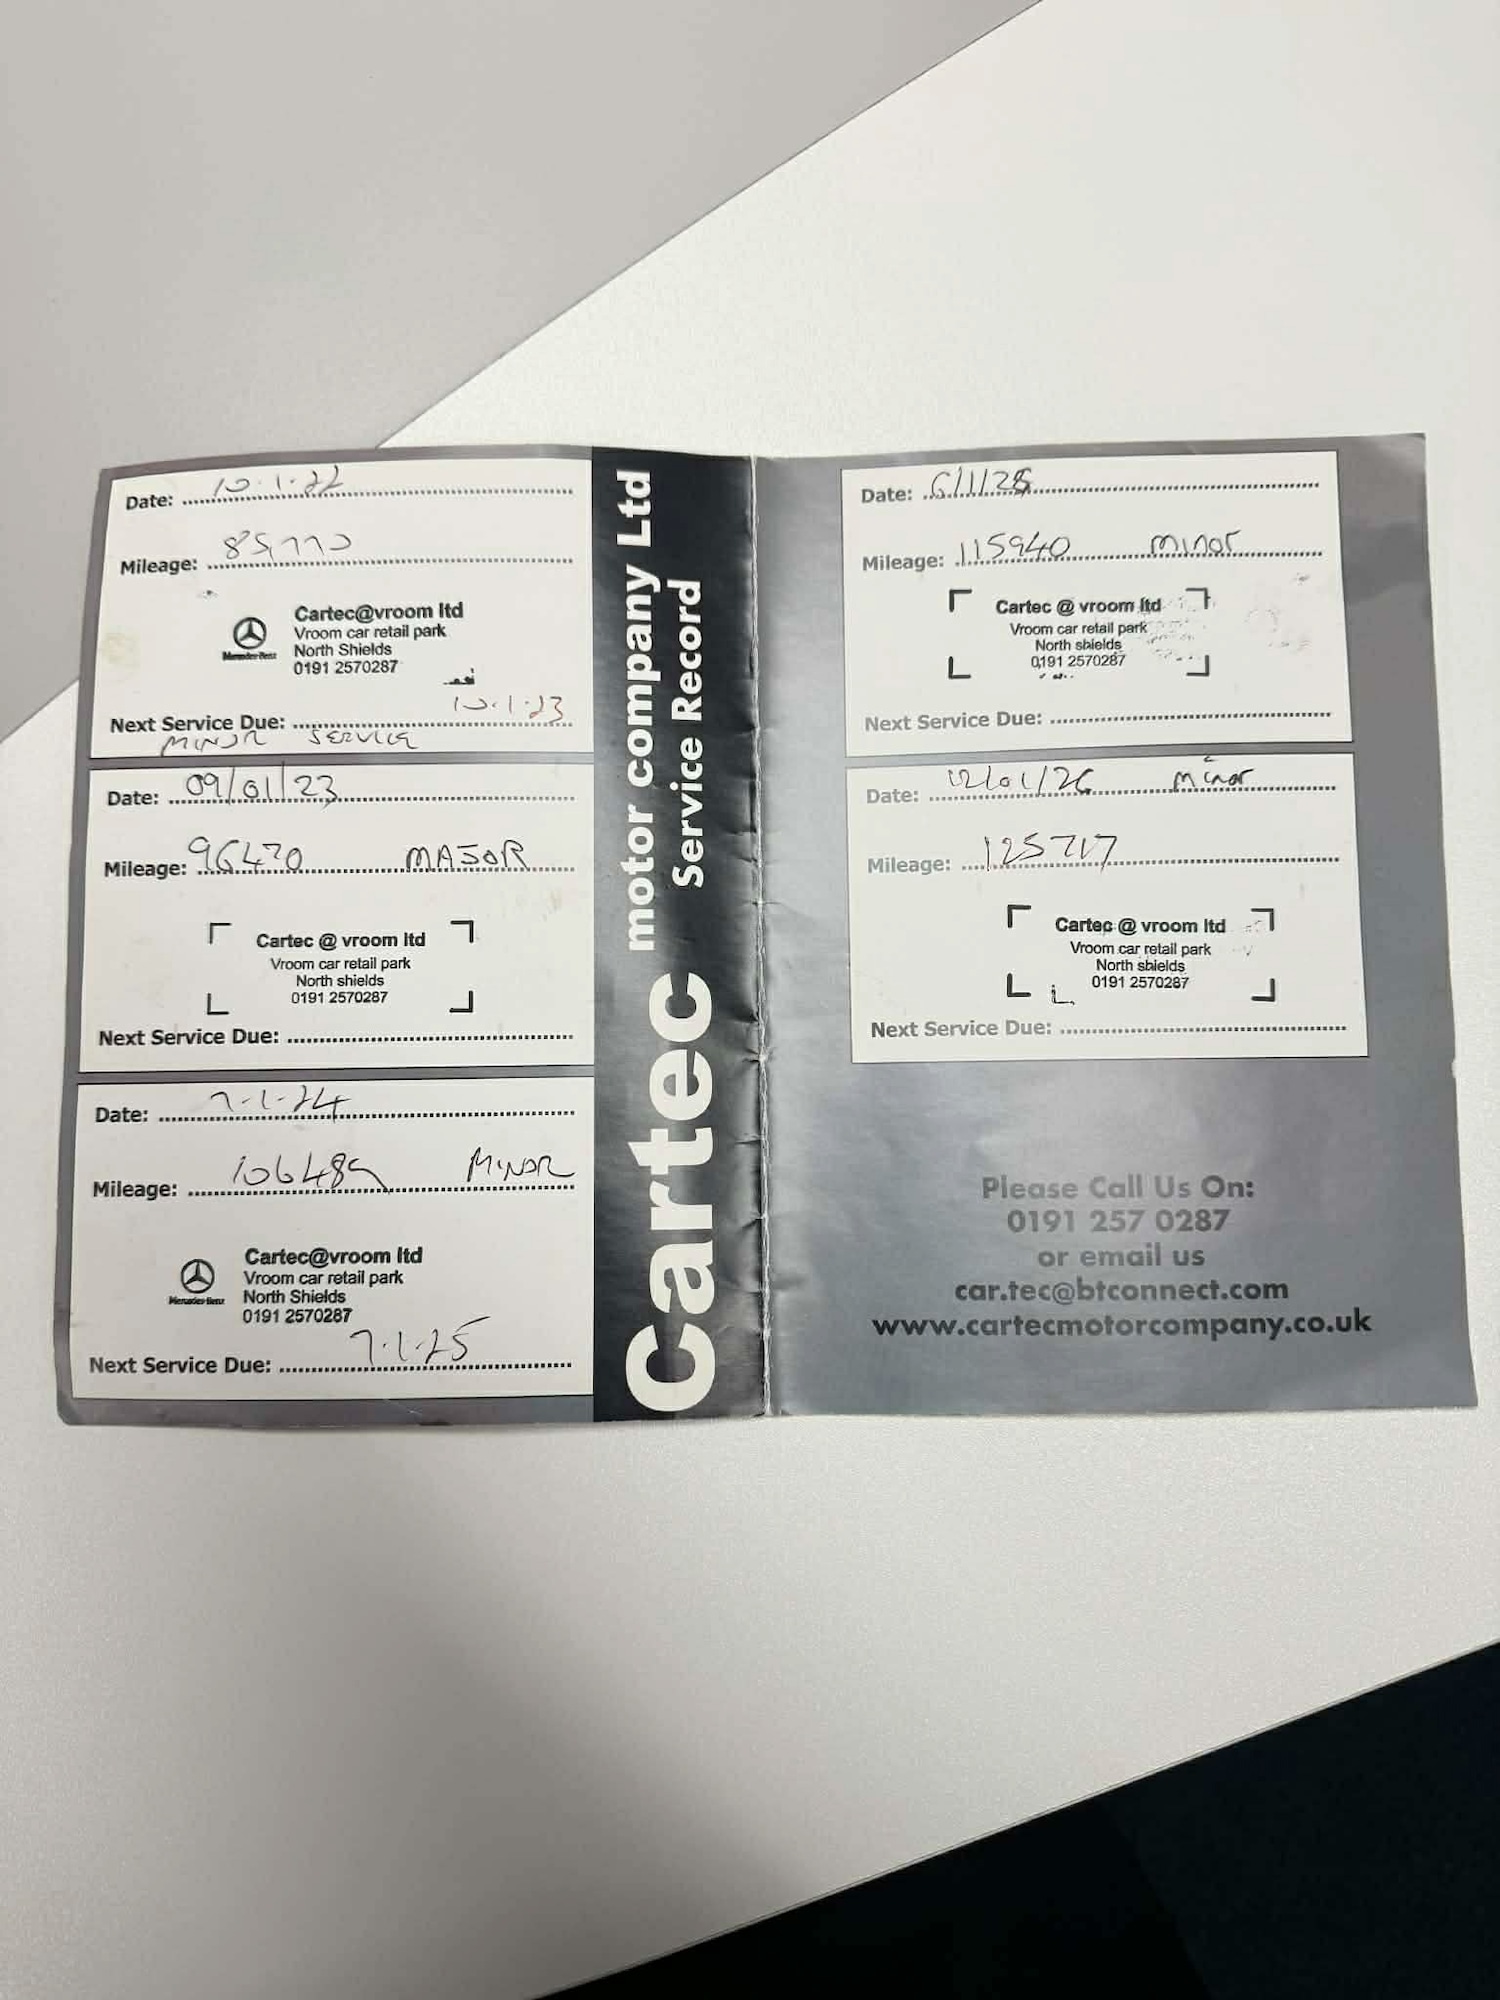 Date: 10.1.22
Mileage: 85,770
Mercedes-Benz
Cartec@vroom ltd
Vroom car retail park
North Shields
0191 2570287
Next Service Due: 10.1.23
MINOR SERVICE
Date: 09/01/23
Mileage: 96470 MAJOR
Cartec @ vroom ltd
Vroom car retail park
North shields
0191 2570287
Next Service Due:
Date: 7.1.24
Mileage: 106489 MINOR
Mercedes-Benz
Cartec@vroom ltd
Vroom car retail park
North Shields
0191 2570287
Next Service Due: 7.1.25
Cartec motor company Ltd
Service Record
Date: 6/1/25
Mileage: 115940 minor
Cartec @ vroom ltd
Vroom car retail park
North shields
0191 2570287
Next Service Due:
Date: 12/01/26 minor
Mileage: 125717
Cartec @ vroom ltd
Vroom car retail park
North shields
0191 2570287
Next Service Due:
Please Call Us On:
0191 257 0287
or email us
car.tec@btconnect.com
www.cartecmotorcompany.co.uk